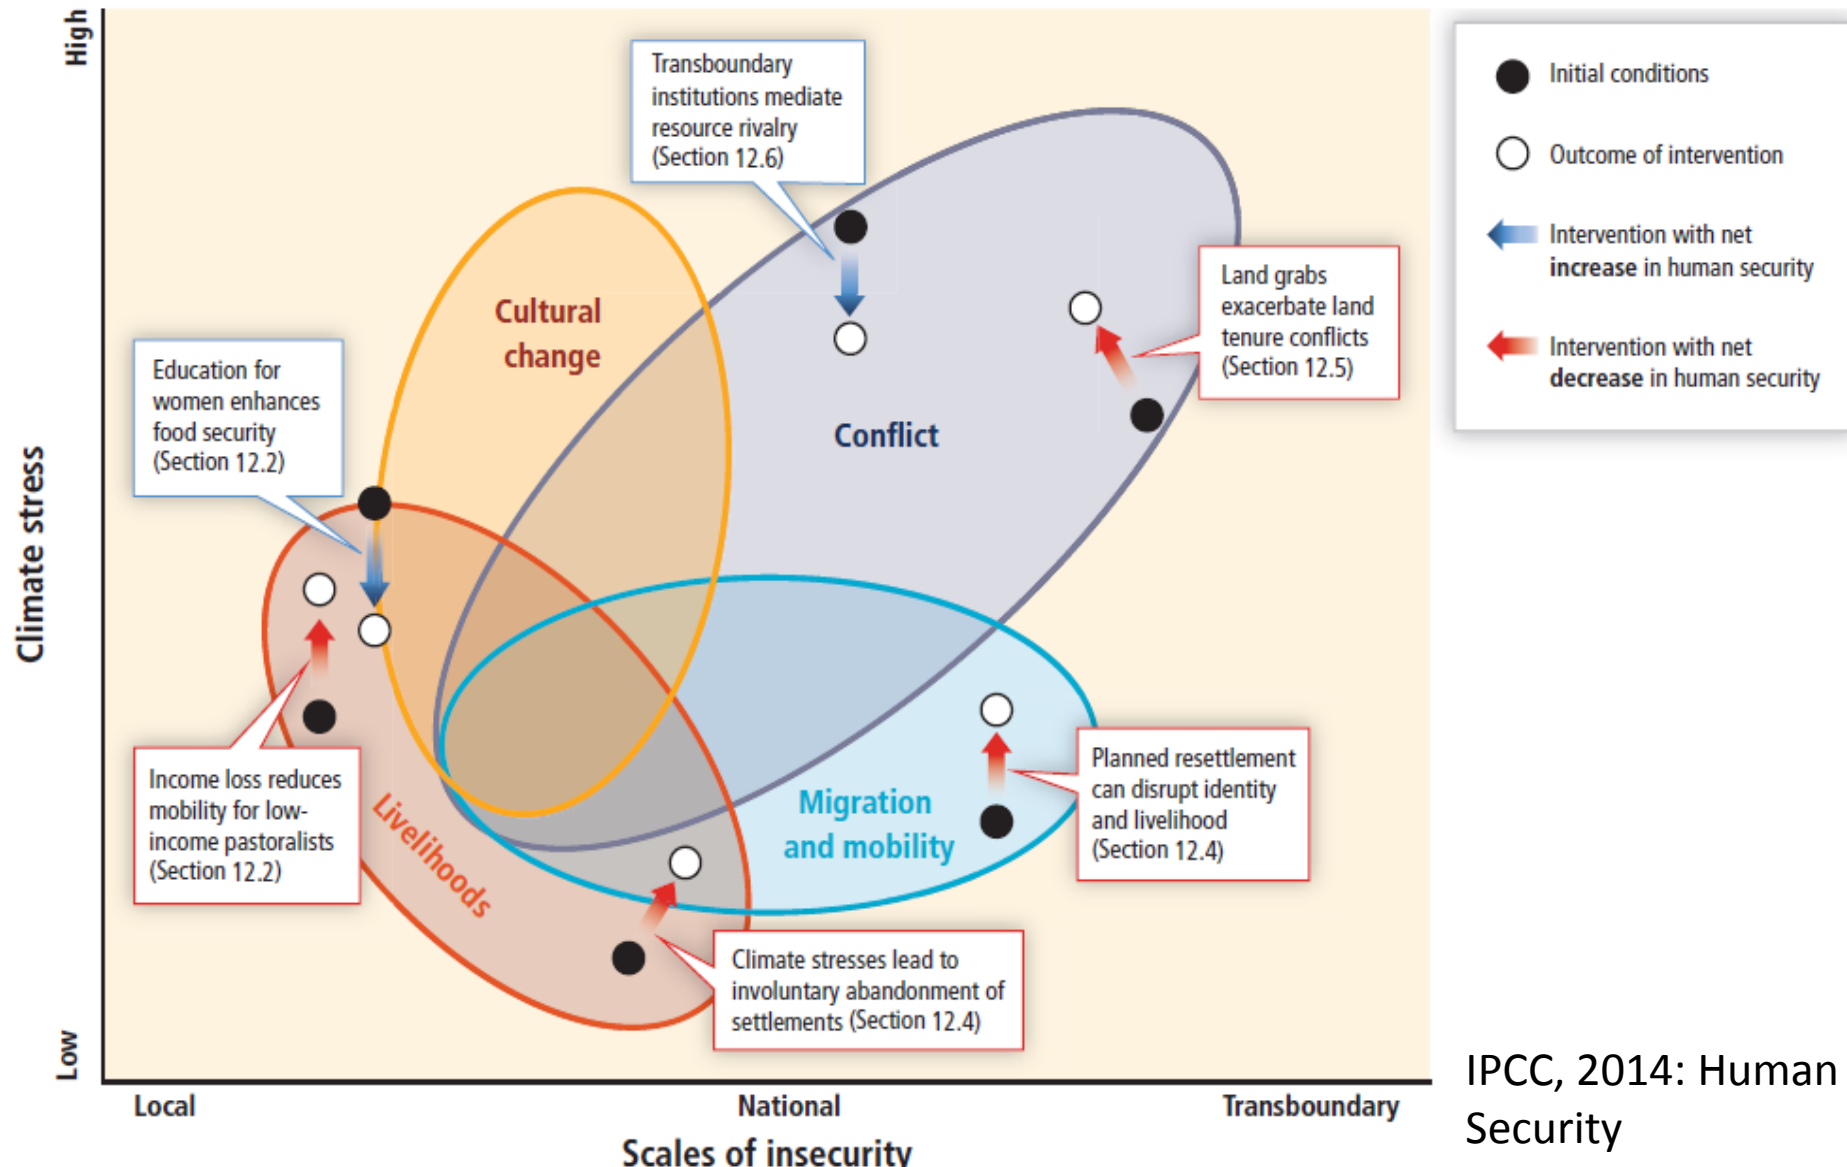 High
Transboundary
institutions mediate
resource rivalry
(Section 12.6)
Initial conditions
Outcome of intervention
Intervention with net
increase in human security
Intervention with net
decrease in human security
Land grabs
exacerbate land
tenure conflicts
(Section 12.5)
Cultural
change
Education for
women enhances
food security
(Section 12.2)
Conflict
Climate stress
Income loss reduces
mobility for low-
income pastoralists
(Section 12.2)
Livelihoods
Migration
and mobility
Planned resettlement
can disrupt identity
and livelihood
(Section 12.4)
Climate stresses lead to
involuntary abandonment of
settlements (Section 12.4)
Low
Local
National
Transboundary
Scales of insecurity
IPCC, 2014: Human
Security